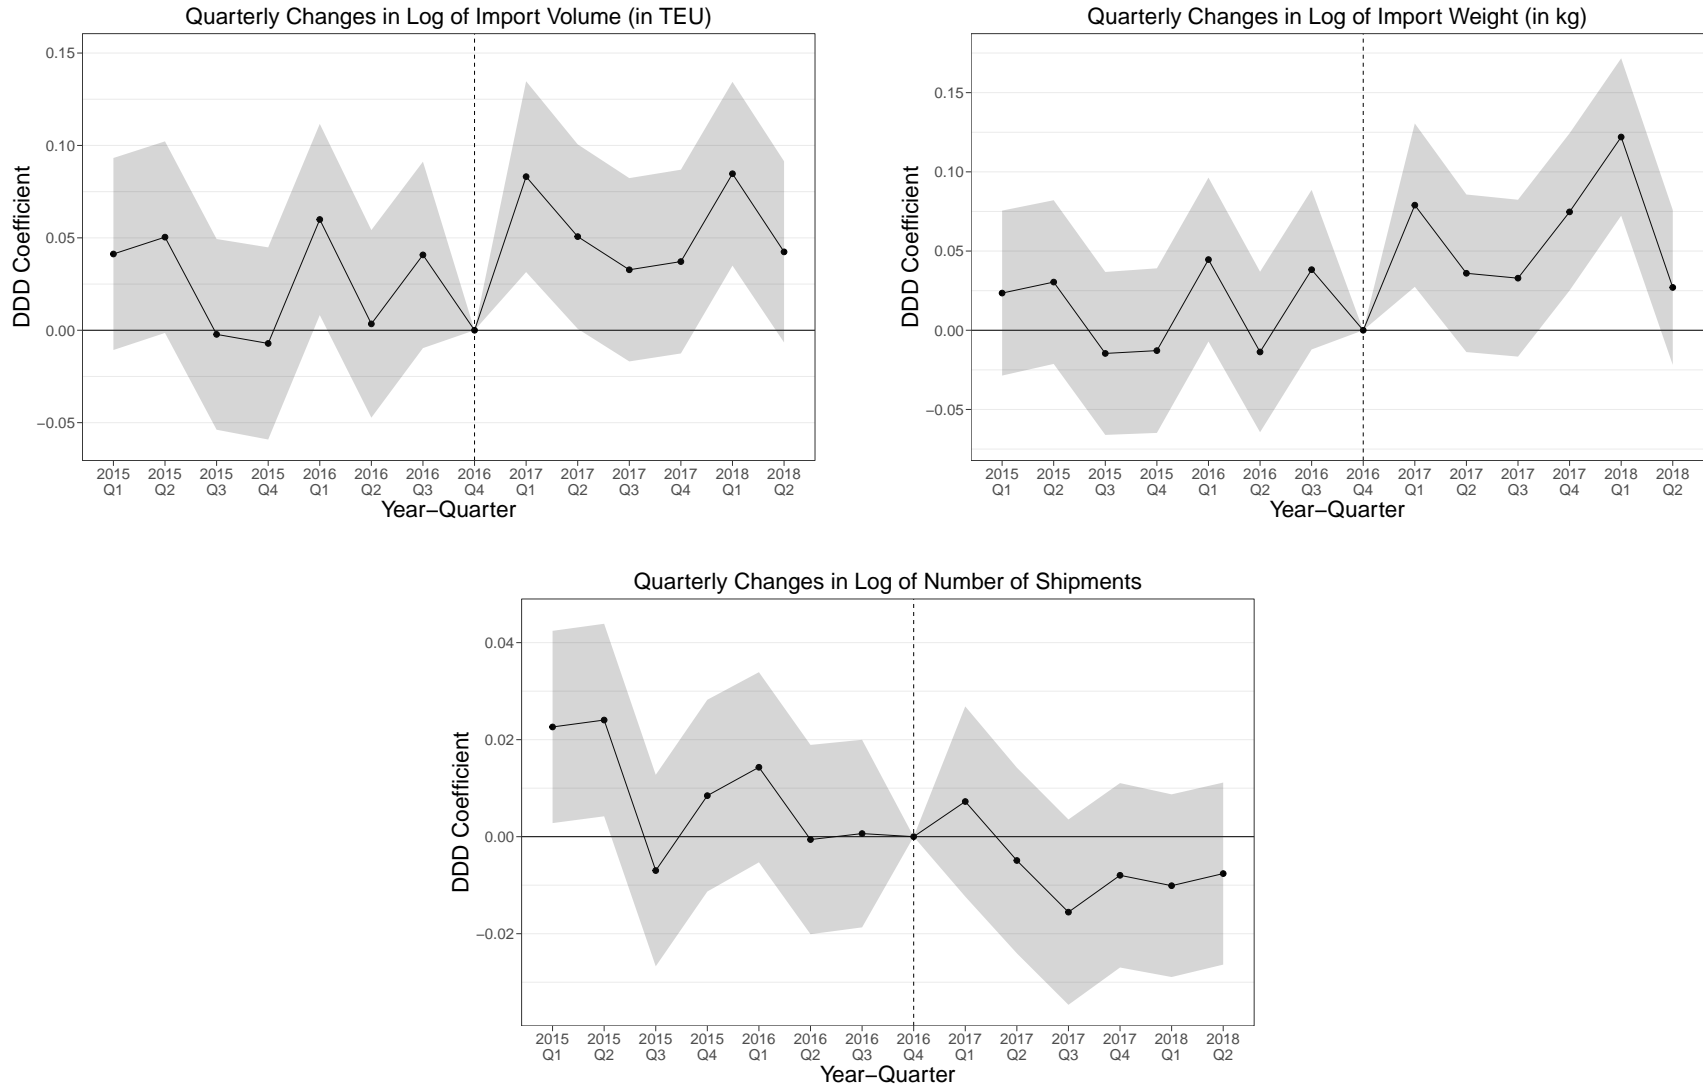 Quarterly Changes in Log of Import Volume (in TEU)
DDD Coefficient
0.15
0.10
0.05
0.00
−0.05
2015 2015 2015 2015 2016 2016 2016 2016 2017 2017 2017 2017 2018 2018
Q1 Q2 Q3 Q4 Q1 Q2 Q3 Q4 Q1 Q2 Q3 Q4 Q1 Q2
Year−Quarter
Quarterly Changes in Log of Import Weight (in kg)
DDD Coefficient
0.15
0.10
0.05
0.00
−0.05
2015 2015 2015 2015 2016 2016 2016 2016 2017 2017 2017 2017 2018 2018
Q1 Q2 Q3 Q4 Q1 Q2 Q3 Q4 Q1 Q2 Q3 Q4 Q1 Q2
Year−Quarter
Quarterly Changes in Log of Number of Shipments
DDD Coefficient
0.04
0.02
0.00
−0.02
2015 2015 2015 2015 2016 2016 2016 2016 2017 2017 2017 2017 2018 2018
Q1 Q2 Q3 Q4 Q1 Q2 Q3 Q4 Q1 Q2 Q3 Q4 Q1 Q2
Year−Quarter